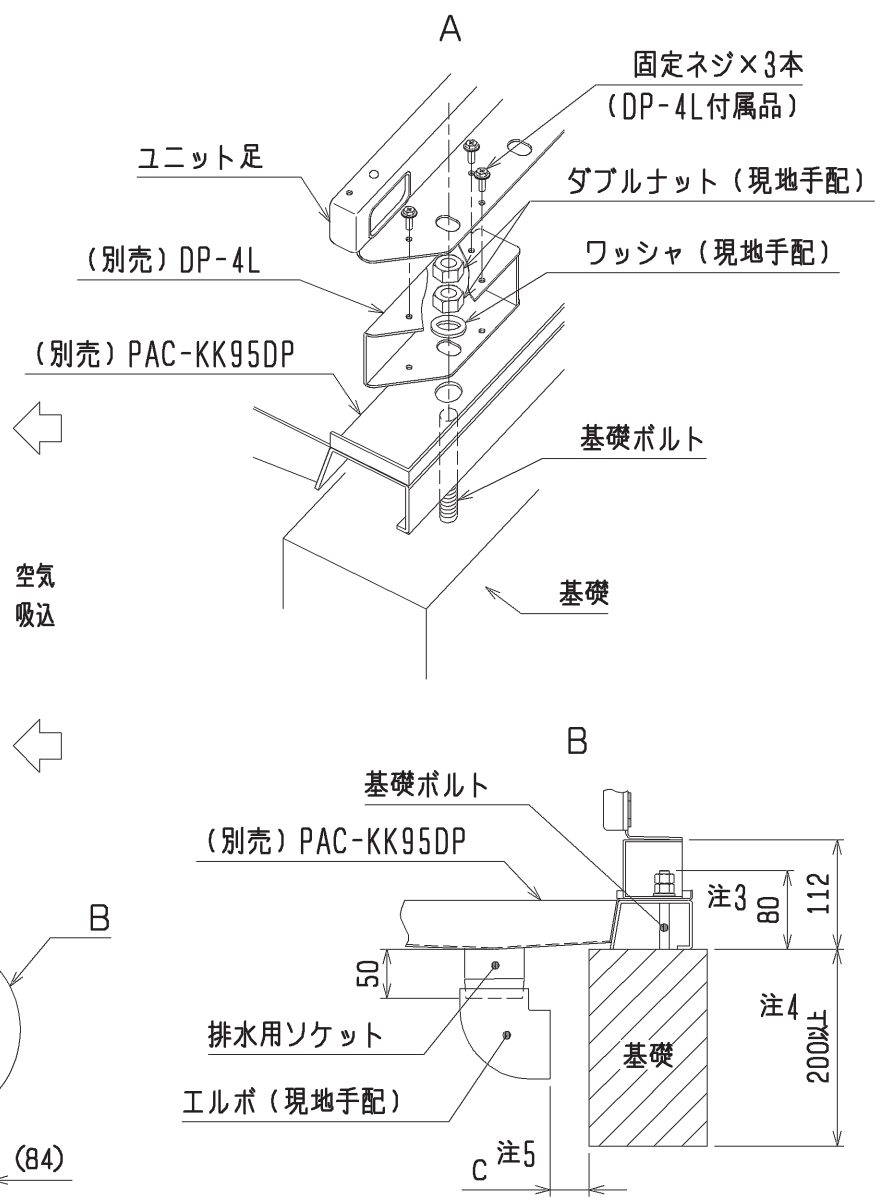 A
固定ネジ×3本
(DP-4L付属品)
ユニット足
ダブルナット(現地手配)
(別売)DP-4L
ワッシャ(現地手配)
(別売)PAC-KK95DP
基礎ボルト
空気
吸込
基礎
B
基礎ボルト
(別売)PAC-KK95DP
注3
80
112
B
50
注4
200以上
排水用ソケット
基礎
エルボ(現地手配)
(84)
C 注5